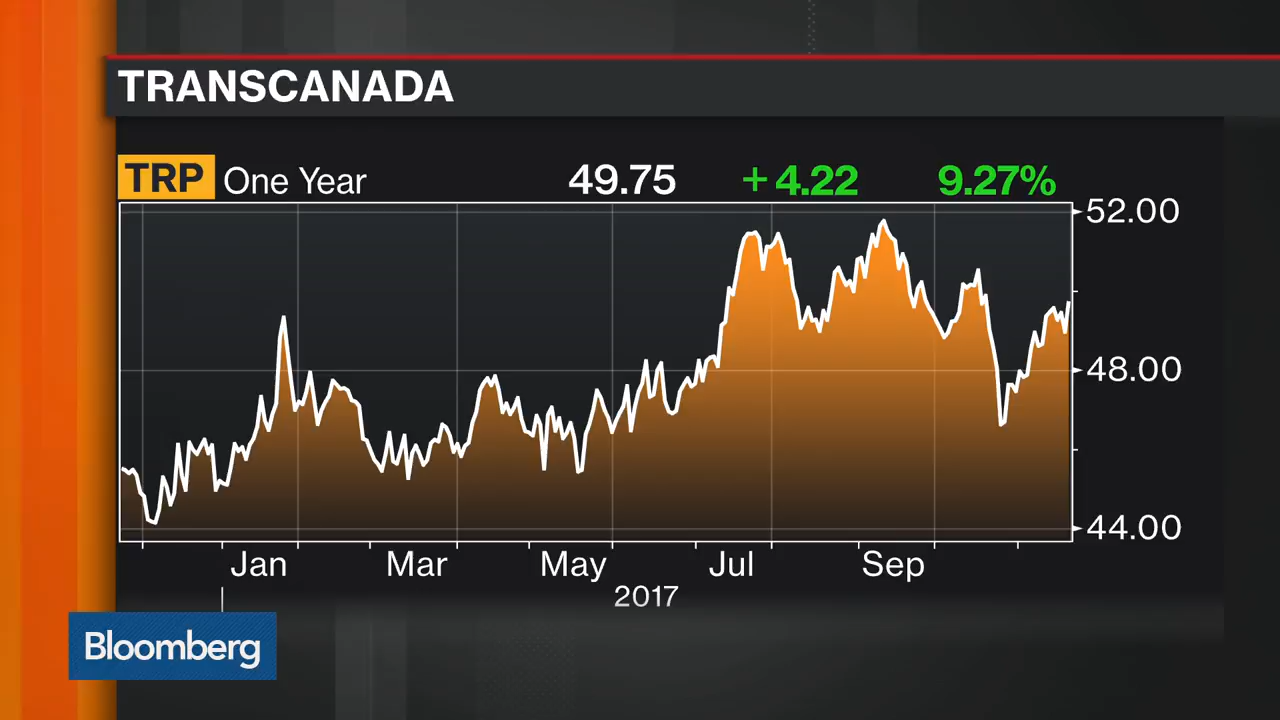 TRANSCANADA
TRP One Year 49.75 +4.22 9.27%
52.00
48.00
44.00
Jan Mar May Jul Sep
2017
Bloomberg